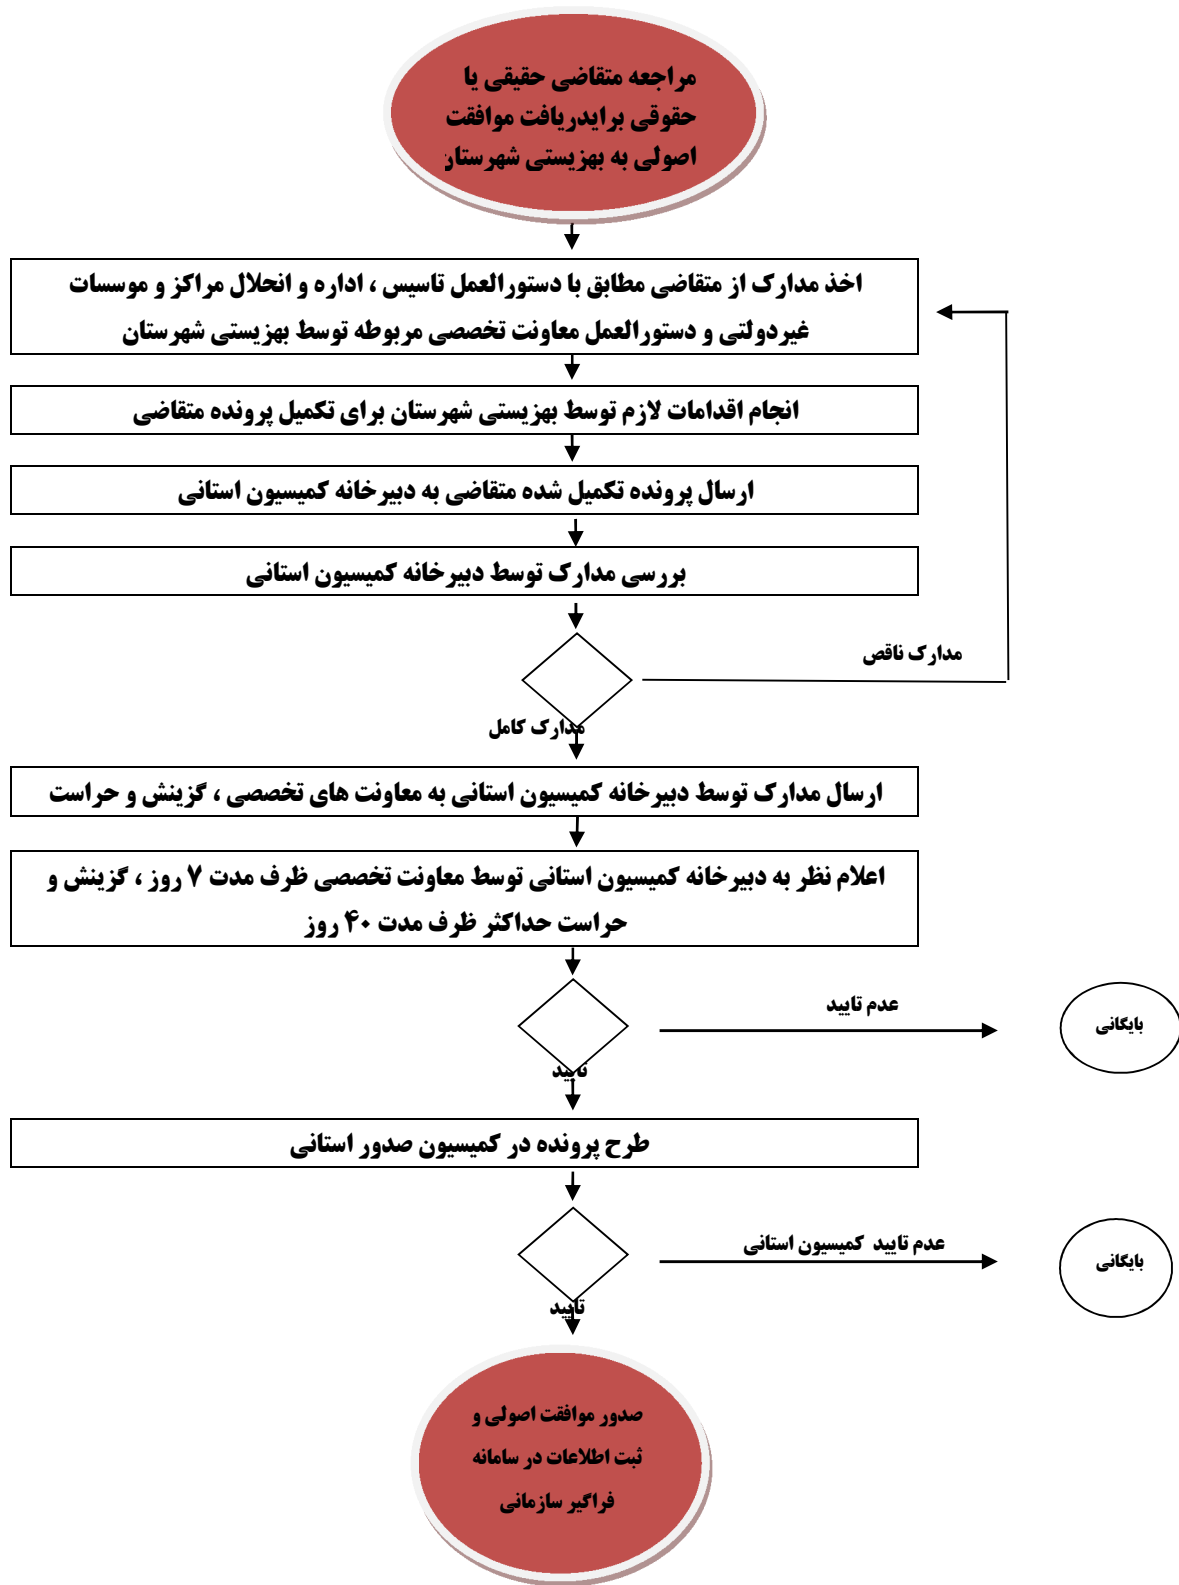 مراجعه متقاضی حقیقی یا
حقوقی برایدریافت موافقت
اصولی به بهزیستی شهرستان
اخذ مدارک از متقاضی مطابق با دستورالعمل تاسیس ، اداره و انحلال مراکز و موسسات
غیردولتی و دستورالعمل معاونت تخصصی مربوطه توسط بهزیستی شهرستان
انجام اقدامات لازم توسط بهزیستی شهرستان برای تکمیل پرونده متقاضی
ارسال پرونده تکمیل شده متقاضی به دبیرخانه کمیسیون استانی
بررسی مدارک توسط دبیرخانه کمیسیون استانی
مدارک ناقص
مدارک کامل
ارسال مدارک توسط دبیرخانه کمیسیون استانی به معاونت های تخصصی ، گزینش و حراست
اعلام نظر به دبیرخانه کمیسیون استانی توسط معاونت تخصصی ظرف مدت ۷ روز ، گزینش و
حراست حداکثر ظرف مدت ۴۰ روز
عدم تایید
بایگانی
تایید
طرح پرونده در کمیسیون صدور استانی
عدم تایید کمیسیون استانی
بایگانی
تایید
صدور موافقت اصولی و
ثبت اطلاعات در سامانه
فراگیر سازمانی